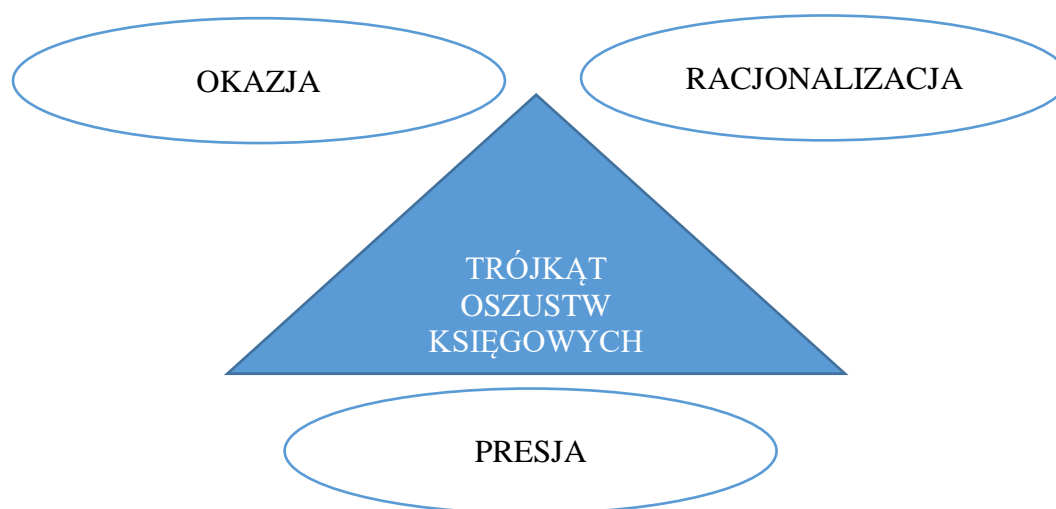 OKAZJA
RACJONALIZACJA
TRÓJKĄT
OSZUSTW
KSIĘGOWYCH
PRESJA